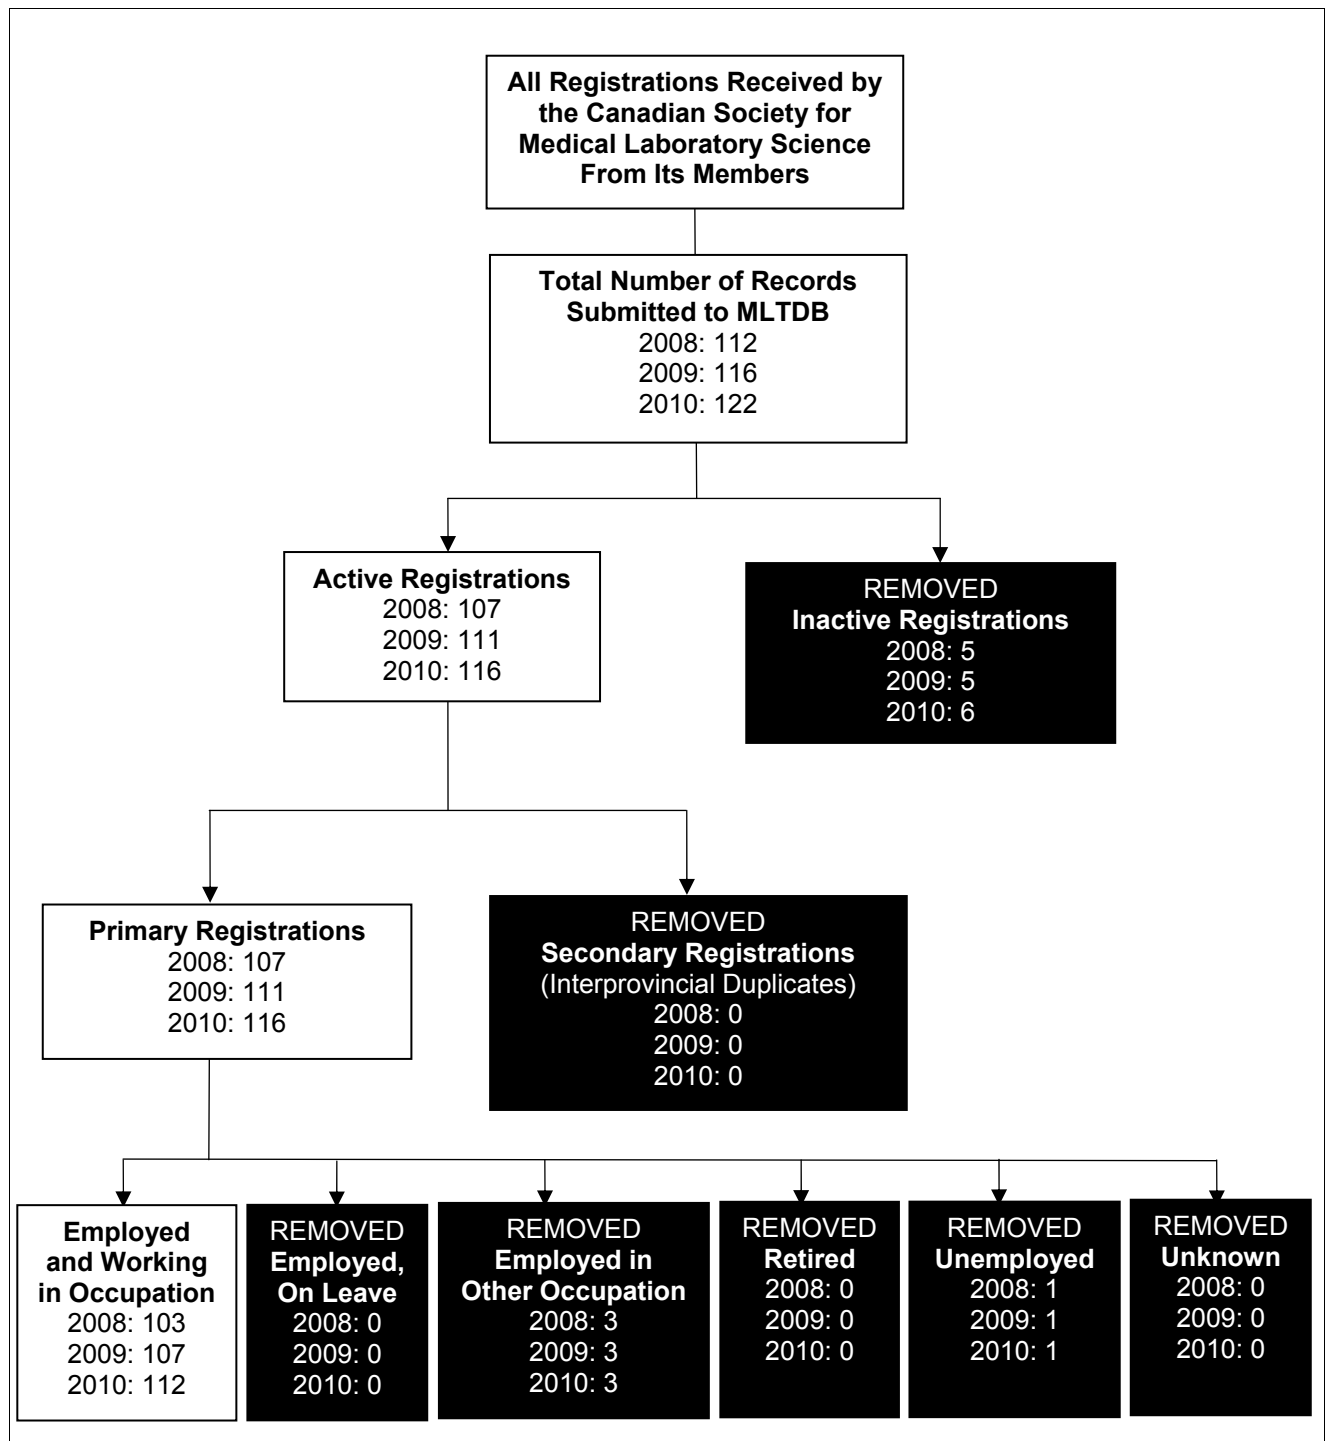 All Registrations Received by
the Canadian Society for
Medical Laboratory Science
From Its Members
Total Number of Records
Submitted to MLTDB
2008: 112
2009: 116
2010: 122
Active Registrations
2008: 107
2009: 111
2010: 116
REMOVED
Inactive Registrations
2008: 5
2009: 5
2010: 6
Primary Registrations
2008: 107
2009: 111
2010: 116
REMOVED
Secondary Registrations
(Interprovincial Duplicates)
2008: 0
2009: 0
2010: 0
Employed
and Working
in Occupation
2008: 103
2009: 107
2010: 112
REMOVED
Employed,
On Leave
2008: 0
2009: 0
2010: 0
REMOVED
Employed in
Other Occupation
2008: 3
2009: 3
2010: 3
REMOVED
Retired
2008: 0
2009: 0
2010: 0
REMOVED
Unemployed
2008: 1
2009: 1
2010: 1
REMOVED
Unknown
2008: 0
2009: 0
2010: 0